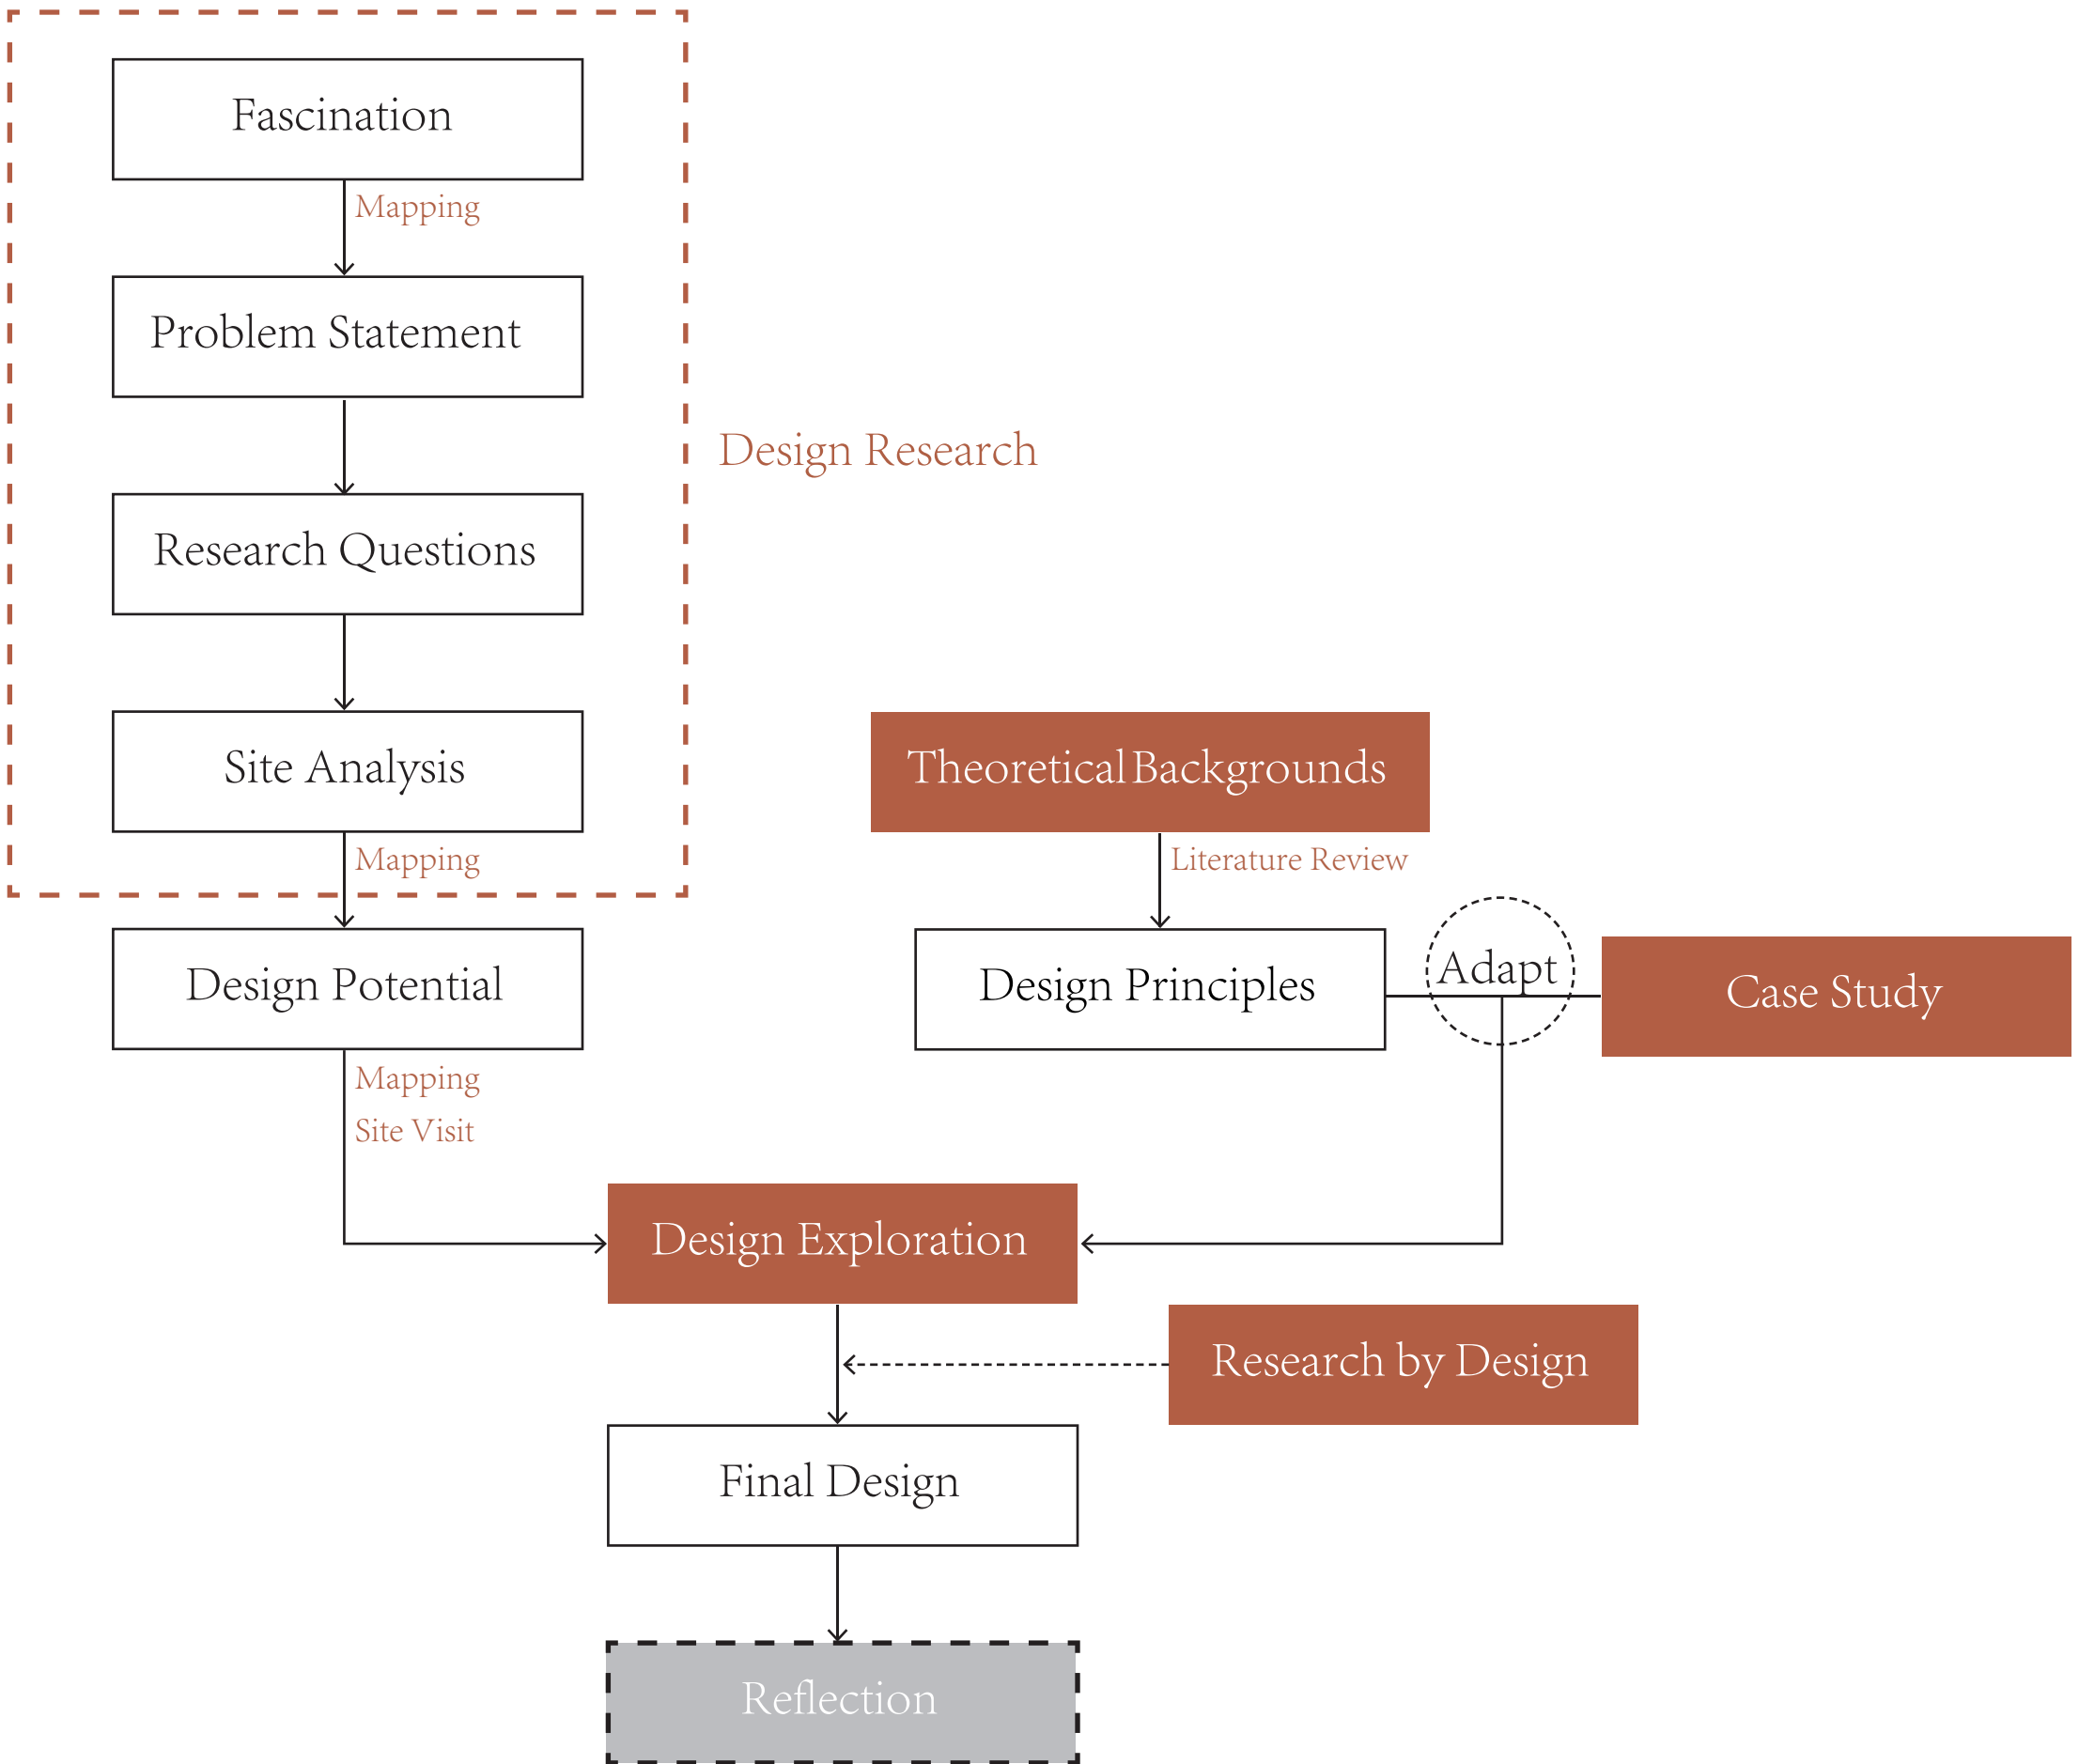 Fascination
Mapping
Problem Statement
Design Research
Research Questions
Site Analysis
Theoretical Backgrounds
Mapping
Literature Review
Design Potential
Design Principles
Adapt
Case Study
Mapping
Site Visit
Design Exploration
Research by Design
Final Design
Reflection